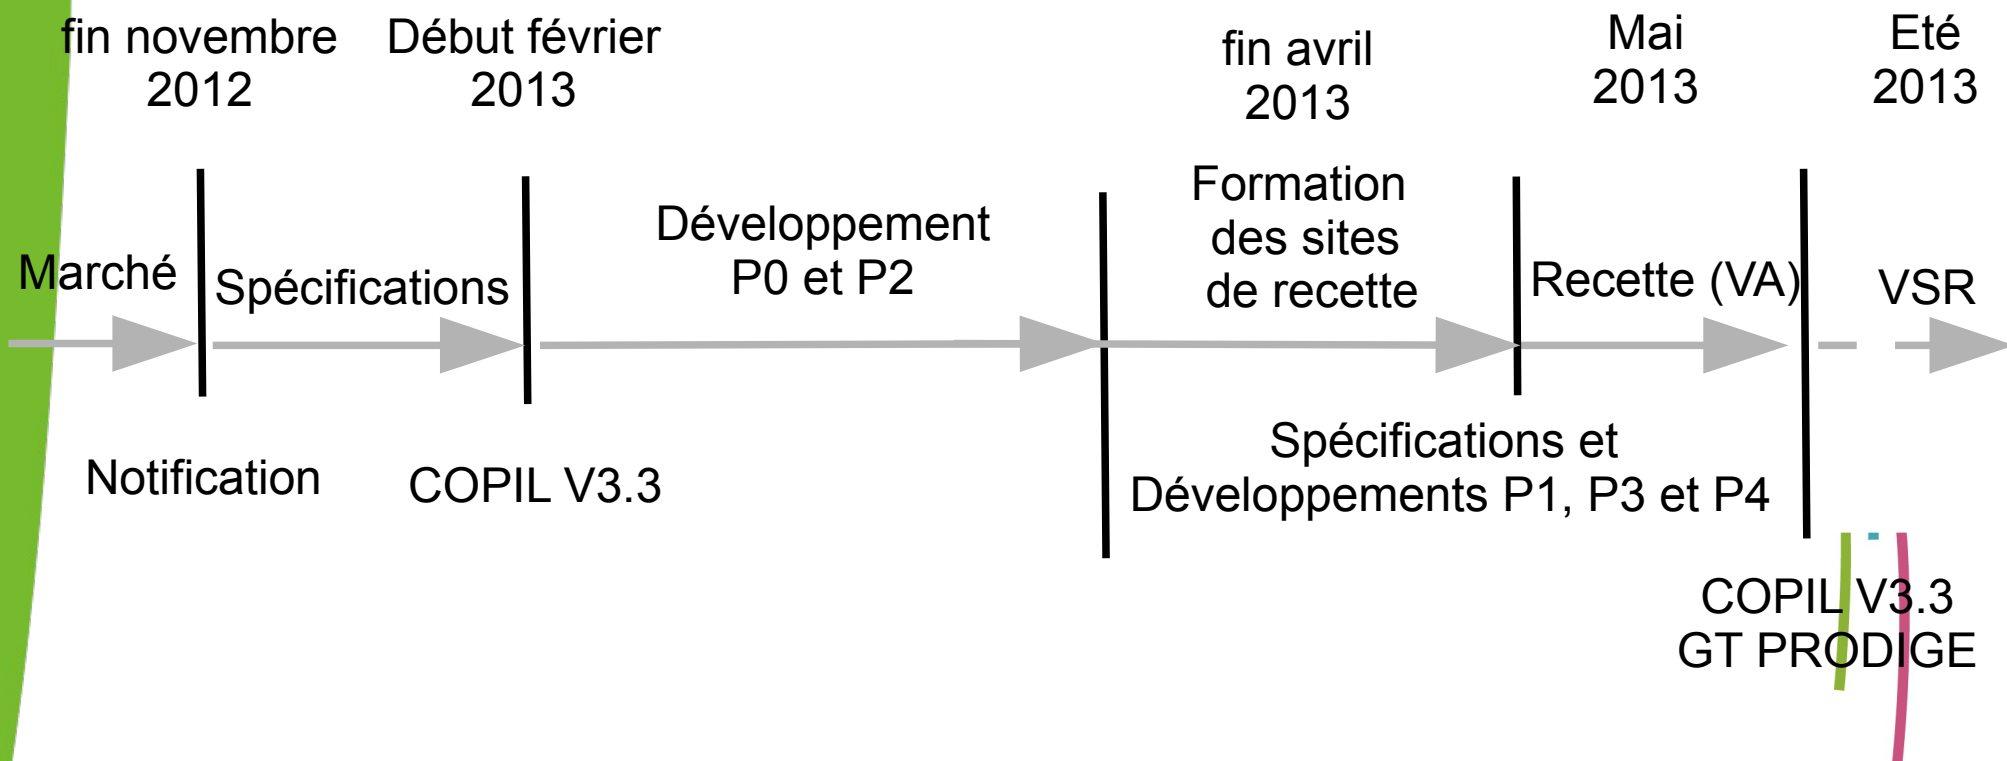 fin novembre
2012
Début février
2013
fin avril
2013
Mai
2013
Eté
2013
Marché
Spécifications
Développement
P0 et P2
Formation
des sites
de recette
Recette (VA)
VSR
Notification
COPIL V3.3
Spécifications et
Développements P1, P3 et P4
COPIL V3.3
GT PRODIGE